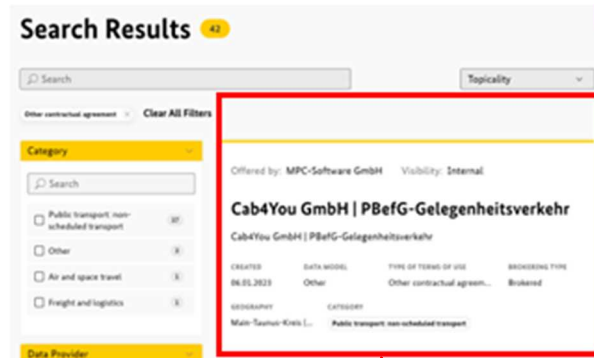 Search Results 42
Search
Topicality
Other contractual agreement ×
Clear All Filters
Category
Search
Public transport: non-
scheduled transport
37
Other
3
Air and space travel
1
Freight and logistics
1
Data Provider
Offered by: MPC-Software GmbH Visibility: Internal
Cab4You GmbH | PBefG-Gelegenheitsverkehr
Cab4You GmbH | PBefG-Gelegenheitsverkehr
CREATED DATA MODEL TYPE OF TERMS OF USE BROKERING TYPE
06.01.2023 Other Other contractual agreem... Brokered
GEOGRAPHY CATEGORY
Main-Taunus-Kreis (... Public transport: non-scheduled transport